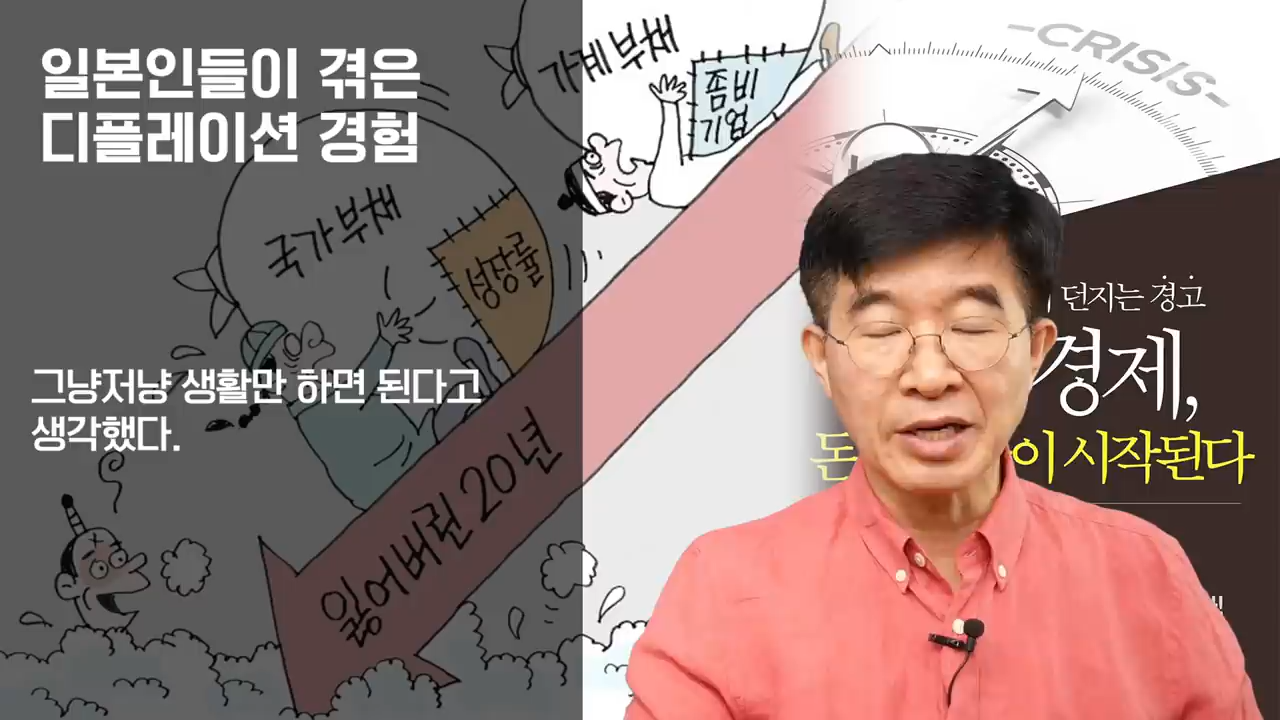 일본인들이 겪은
디플레이션 경험
그냥저냥 생활만 하면 된다고
생각했다.
가계부채
좀비
기업
국가부채
성장률
잃어버린 20년
-CRISIS-
던지는 경고
경제,
돈
이 시작된다